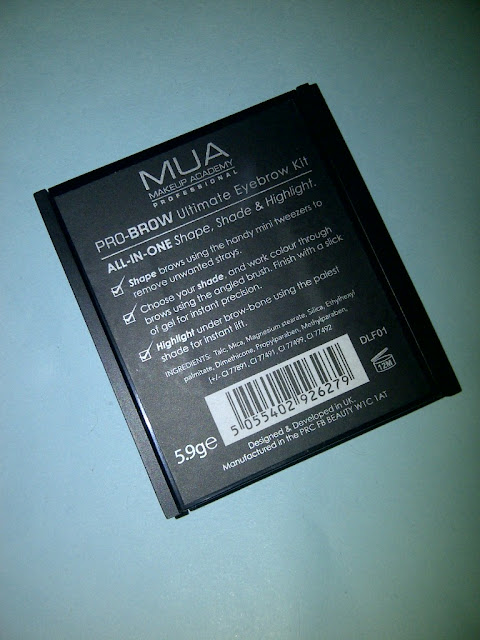 MUA
MAKEUP ACADEMY
PROFESSIONAL
PRO-BROW Ultimate Eyebrow Kit
ALL-IN-ONE Shape, Shade & Highlight.
Shape brows using the handy mini tweezers to
remove unwanted strays.
Choose your shade, and work colour through
brows using the angled brush. Finish with a slick
of gel for instant precision.
Highlight under brow-bone using the palest
shade for instant lift.
INGREDIENTS: Talc, Mica, Magnesium stearate, Silica, Ethylhexyl
palmitate, Dimethicone, Propylparaben, Methylparaben,
(+/- CI 77891, CI 77491, CI 77499, CI 77492
DLF01
12M
5 055402 926279
5.9g℮
Designed & Developed in UK.
Manufactured in the PRC FB BEAUTY W1C 1AT